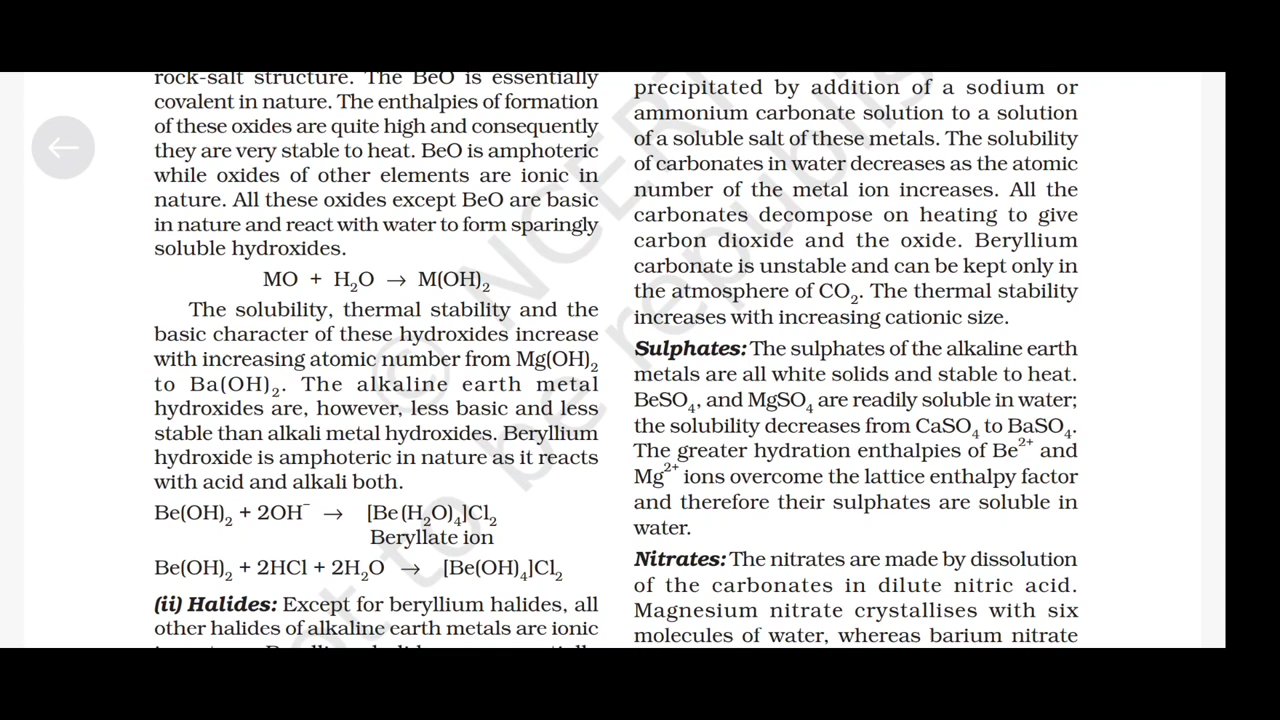 rock-salt structure. The BeO is essentially
covalent in nature. The enthalpies of formation
of these oxides are quite high and consequently
they are very stable to heat. BeO is amphoteric
while oxides of other elements are ionic in
nature. All these oxides except BeO are basic
in nature and react with water to form sparingly
soluble hydroxides.
MO + H₂O → M(OH)₂
The solubility, thermal stability and the
basic character of these hydroxides increase
with increasing atomic number from Mg(OH)₂
to Ba(OH)₂. The alkaline earth metal
hydroxides are, however, less basic and less
stable than alkali metal hydroxides. Beryllium
hydroxide is amphoteric in nature as it reacts
with acid and alkali both.
Be(OH)₂ + 2OH⁻ → [Be(H₂O)₄]Cl₂
Beryllate ion
Be(OH)₂ + 2HCl + 2H₂O → [Be(OH)₄]Cl₂
(ii) Halides: Except for beryllium halides, all
other halides of alkaline earth metals are ionic
precipitated by addition of a sodium or
ammonium carbonate solution to a solution
of a soluble salt of these metals. The solubility
of carbonates in water decreases as the atomic
number of the metal ion increases. All the
carbonates decompose on heating to give
carbon dioxide and the oxide. Beryllium
carbonate is unstable and can be kept only in
the atmosphere of CO₂. The thermal stability
increases with increasing cationic size.
Sulphates: The sulphates of the alkaline earth
metals are all white solids and stable to heat.
BeSO₄, and MgSO₄ are readily soluble in water;
the solubility decreases from CaSO₄ to BaSO₄.
The greater hydration enthalpies of Be²⁺ and
Mg²⁺ ions overcome the lattice enthalpy factor
and therefore their sulphates are soluble in
water.
Nitrates: The nitrates are made by dissolution
of the carbonates in dilute nitric acid.
Magnesium nitrate crystallises with six
molecules of water, whereas barium nitrate
© NCERT
not to be republis